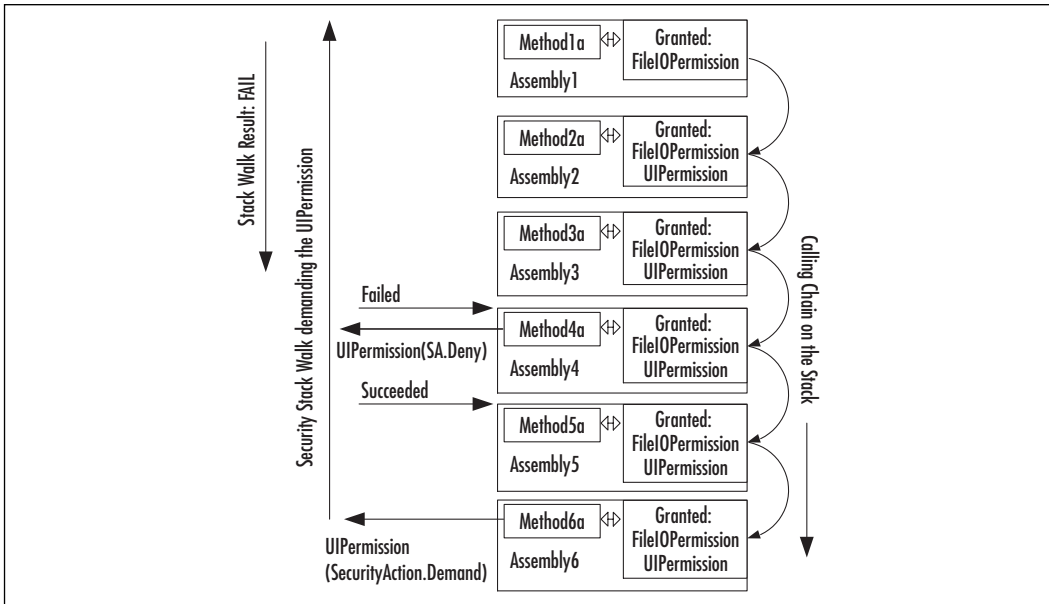 Stack Walk Result: FAIL
Security Stack Walk demanding the UIPermission
Method1a
Assembly1
Granted:
FileIOPermission
Method2a
Assembly2
Granted:
FileIOPermission
UIPermission
Method3a
Assembly3
Granted:
FileIOPermission
UIPermission
Failed
UIPermission(SA.Deny)
Method4a
Assembly4
Granted:
FileIOPermission
UIPermission
Succeeded
Method5a
Assembly5
Granted:
FileIOPermission
UIPermission
UIPermission
(SecurityAction.Demand)
Method6a
Assembly6
Granted:
FileIOPermission
UIPermission
Calling Chain on the Stack